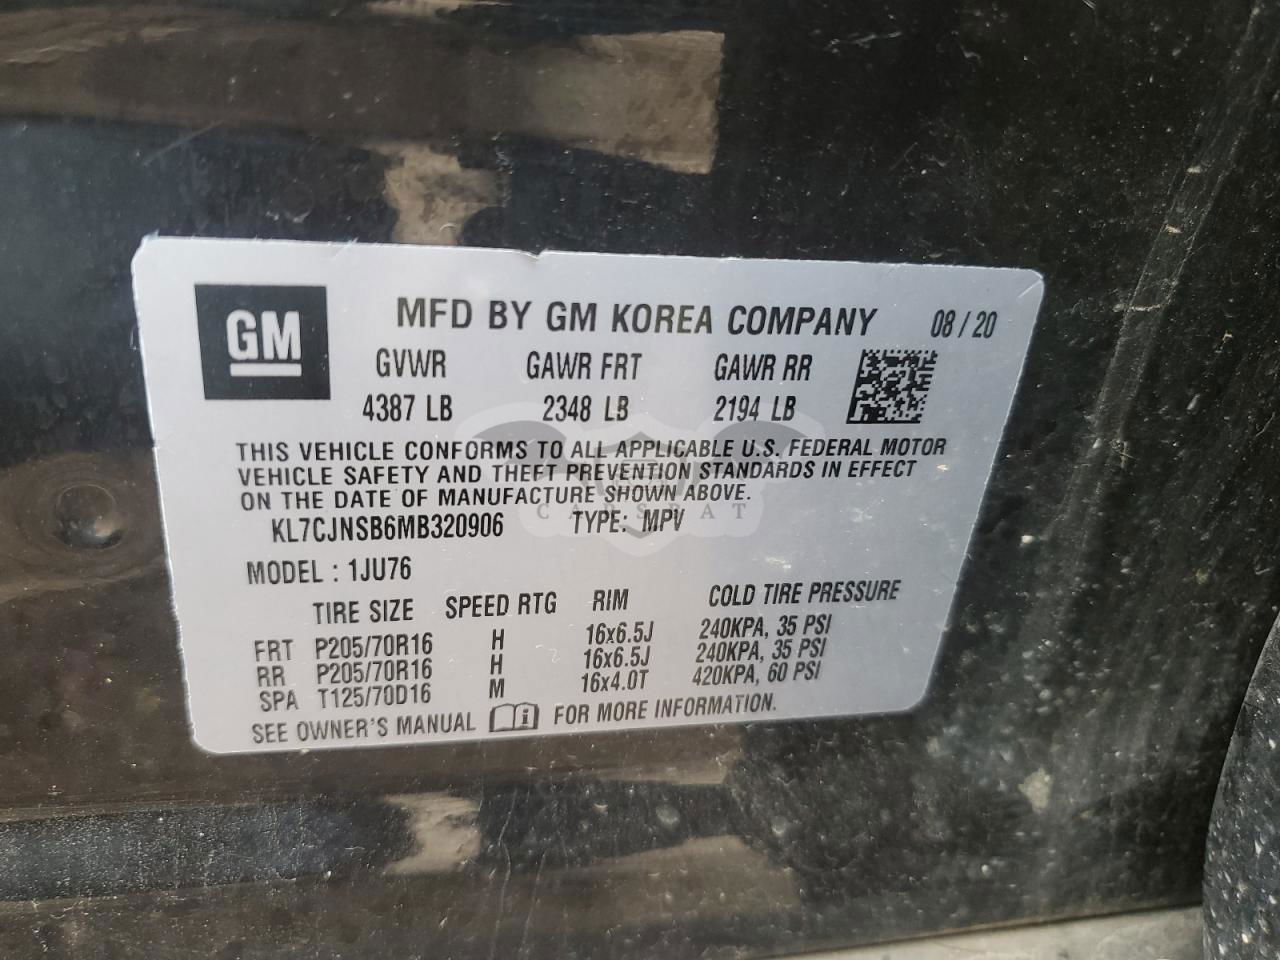 GM
MFD BY GM KOREA COMPANY 08/20
GVWR GAWR FRT GAWR RR
4387 LB 2348 LB 2194 LB
THIS VEHICLE CONFORMS TO ALL APPLICABLE U.S. FEDERAL MOTOR
VEHICLE SAFETY AND THEFT PREVENTION STANDARDS IN EFFECT
ON THE DATE OF MANUFACTURE SHOWN ABOVE.
CARSBAT
KL7CJNSB6MB320906 TYPE: MPV
MODEL : 1JU76
TIRE SIZE SPEED RTG RIM COLD TIRE PRESSURE
FRT P205/70R16 H 16x6.5J 240KPA, 35 PSI
RR P205/70R16 H 16x6.5J 240KPA, 35 PSI
SPA T125/70D16 M 16x4.0T 420KPA, 60 PSI
SEE OWNER'S MANUAL FOR MORE INFORMATION.